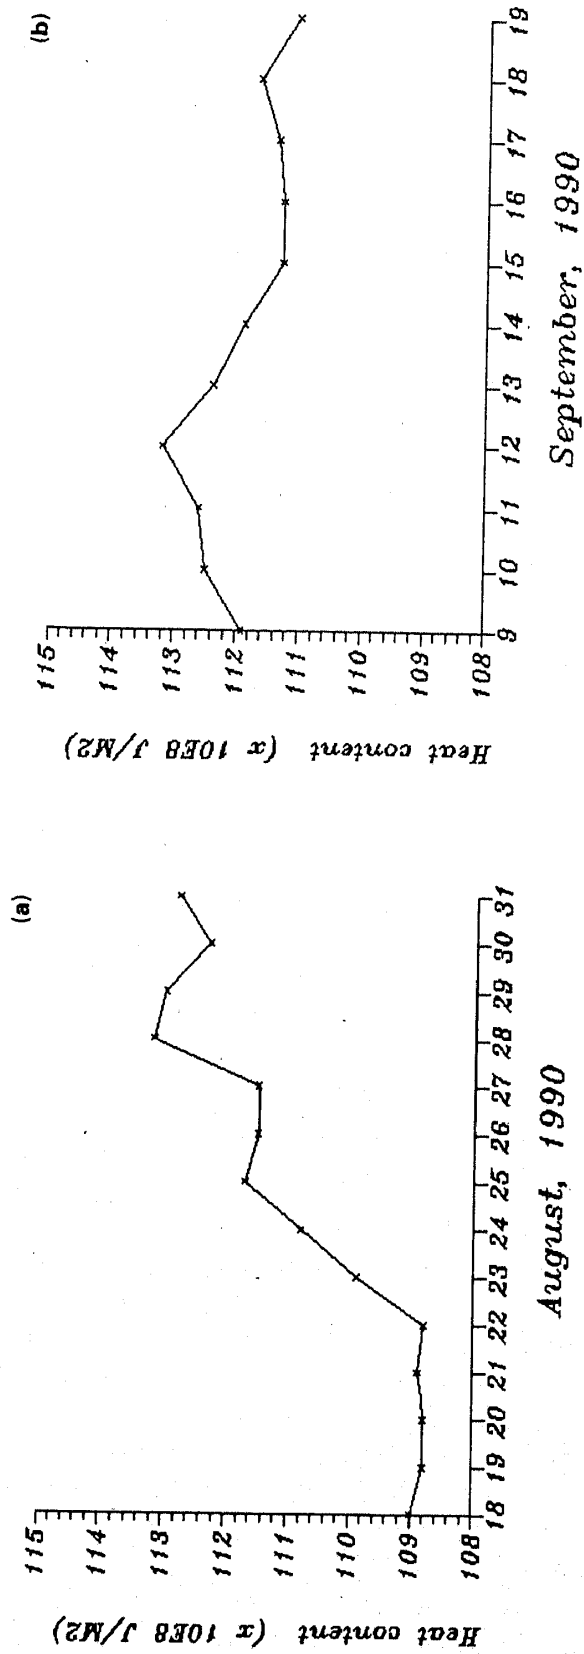 (a)
Heat content (x 10E8 J/M2)
115
113
113
112
111
110
109
108
18 19 20 21 22 23 24 25 26 27 28 29 30 31
August, 1990
(b)
Heat content (x 10E8 J/M2)
115
113
113
112
111
110
109
108
9 10 11 12 13 14 15 16 17 18 19
September, 1990